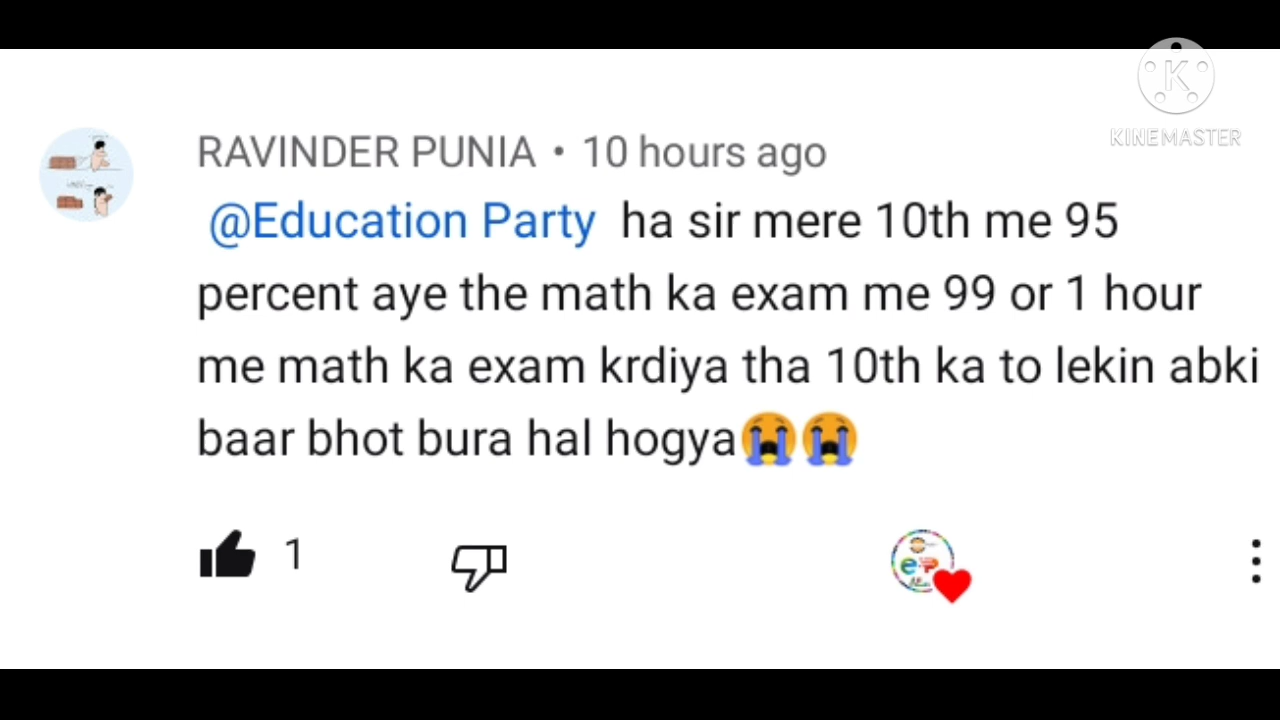 KINEMASTER
RAVINDER PUNIA • 10 hours ago
@Education Party ha sir mere 10th me 95
percent aye the math ka exam me 99 or 1 hour
me math ka exam krdiya tha 10th ka to lekin abki
baar bhot bura hal hogya😭😭
1